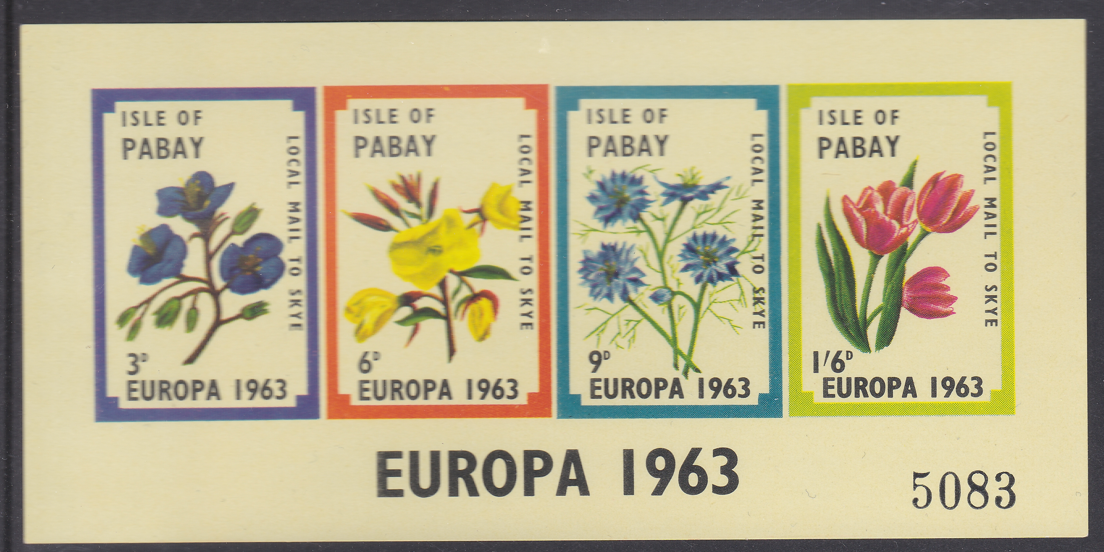 ISLE OF
PABAY
LOCAL MAIL TO SKYE
3D
EUROPA 1963
ISLE OF
PABAY
LOCAL MAIL TO SKYE
6D
EUROPA 1963
ISLE OF
PABAY
LOCAL MAIL TO SKYE
9D
EUROPA 1963
ISLE OF
PABAY
LOCAL MAIL TO SKYE
1/6D
EUROPA 1963
EUROPA 1963
5083